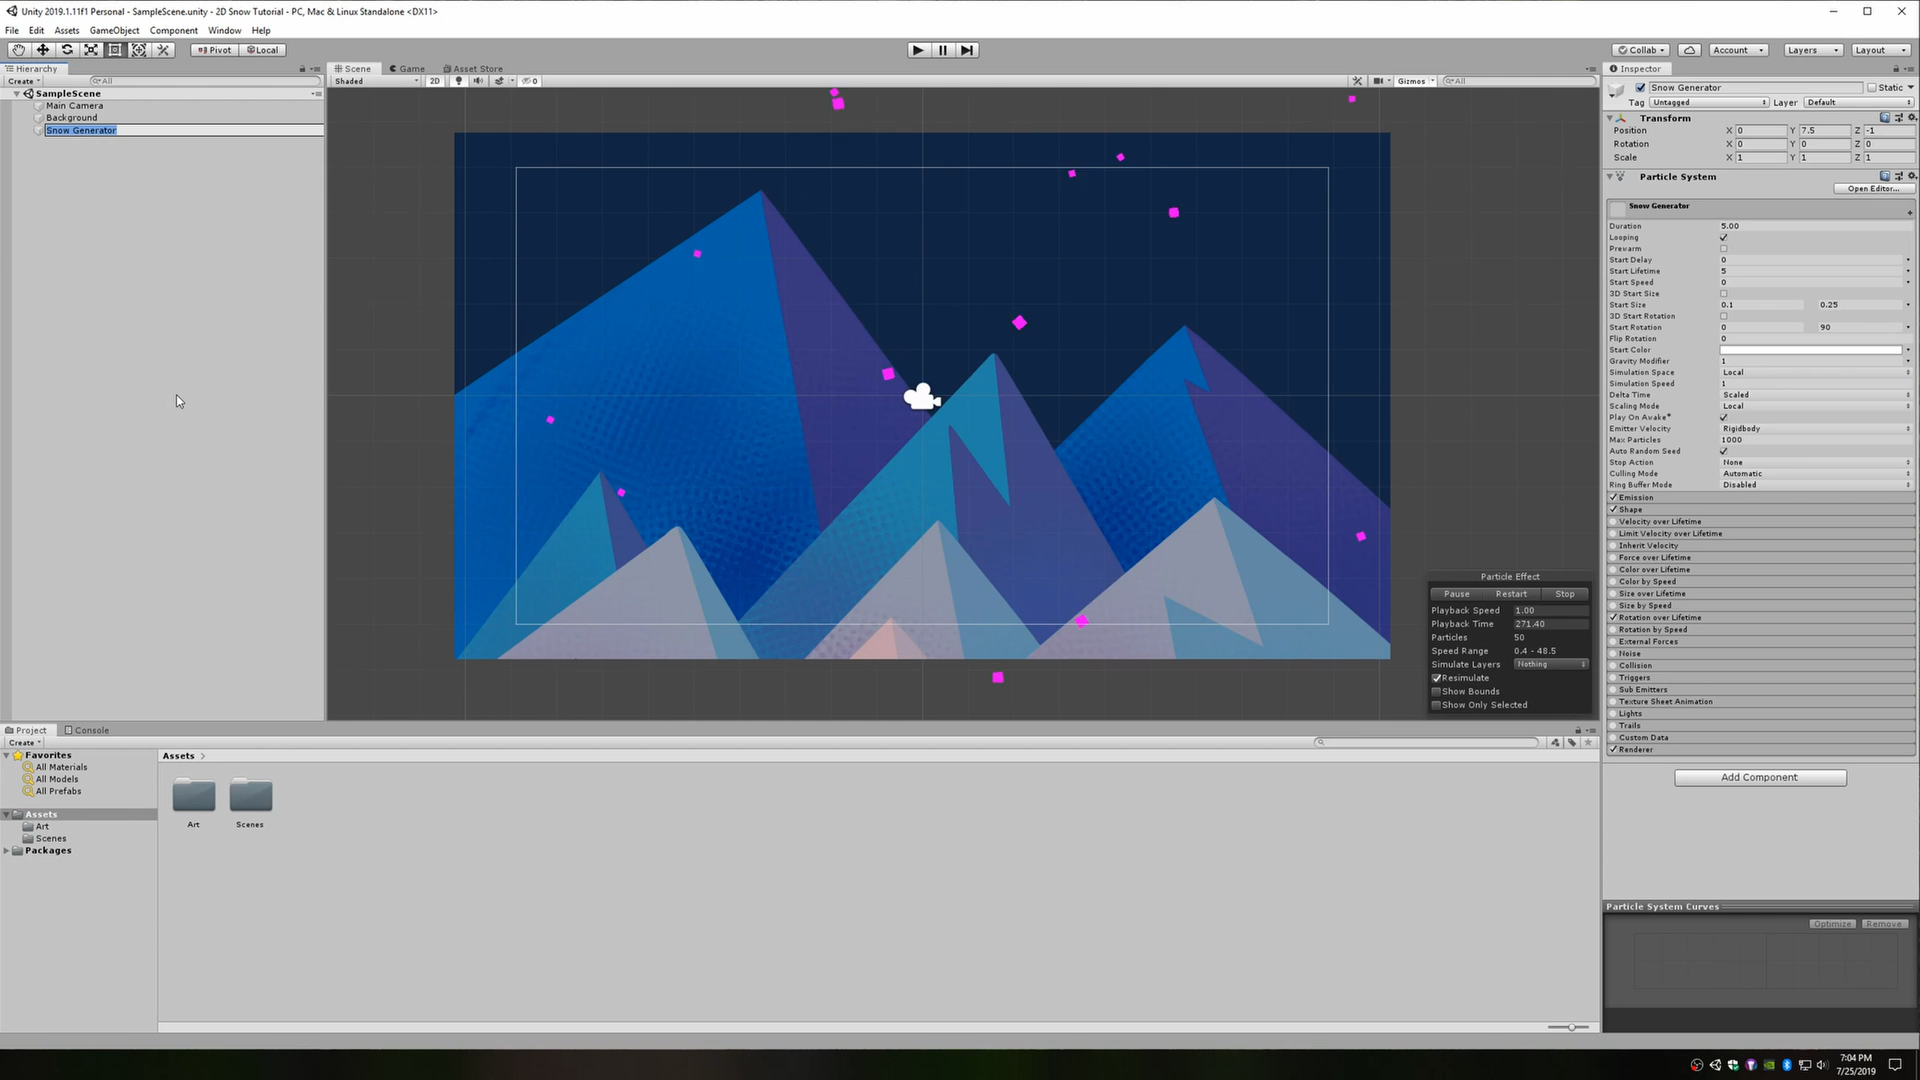 Unity 2019.1.11f1 Personal - SampleScene.unity - 2D Snow Tutorial - PC, Mac & Linux Standalone <DX11>
File Edit Assets GameObject Component Window Help
Pivot Local Collab Account Layers Layout
Hierarchy
Create All
SampleScene
Main Camera
Background
Snow Generator
Scene Game Asset Store
Shaded 2D 0 Gizmos All
Particle Effect
Pause Restart Stop
Playback Speed 1.00
Playback Time 271.40
Particles 50
Speed Range 0.4 - 48.5
Simulate Layers Nothing
Resimulate
Show Bounds
Show Only Selected
Inspector
Snow Generator Static
Tag Untagged Layer Default
Transform
Position X 0 Y 7.5 Z -1
Rotation X 0 Y 0 Z 0
Scale X 1 Y 1 Z 1
Particle System
Open Editor...
Snow Generator
Duration 5.00
Looping
Prewarm
Start Delay 0
Start Lifetime 5
Start Speed 0
3D Start Size
Start Size 0.1 0.25
3D Start Rotation
Start Rotation 0 90
Flip Rotation 0
Start Color
Gravity Modifier 1
Simulation Space Local
Simulation Speed 1
Delta Time Scaled
Scaling Mode Local
Play On Awake*
Emitter Velocity Rigidbody
Max Particles 1000
Auto Random Seed
Stop Action None
Culling Mode Automatic
Ring Buffer Mode Disabled
Emission
Shape
Velocity over Lifetime
Limit Velocity over Lifetime
Inherit Velocity
Force over Lifetime
Color over Lifetime
Color by Speed
Size over Lifetime
Size by Speed
Rotation over Lifetime
Rotation by Speed
External Forces
Noise
Collision
Triggers
Sub Emitters
Texture Sheet Animation
Lights
Trails
Custom Data
Renderer
Add Component
Particle System Curves
Optimize Remove
Project Console
Create
Favorites
All Materials
All Models
All Prefabs
Assets
Art
Scenes
Packages
Assets
Art Scenes
7:04 PM
7/25/2019